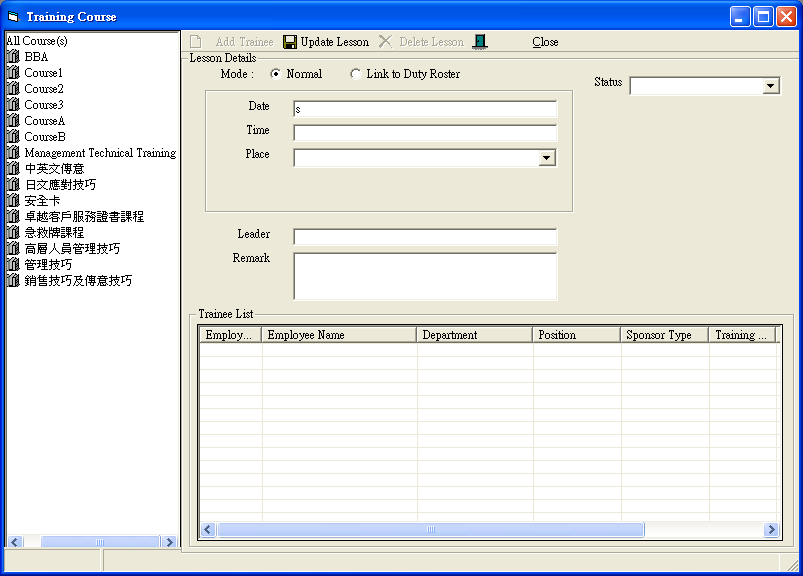 Training Course
All Course(s)
BBA
Course1
Course2
Course3
CourseA
CourseB
Management Technical Training
中英文傳意
日文應對技巧
安全卡
卓越客戶服務證書課程
急救牌課程
高層人員管理技巧
管理技巧
銷售技巧及傳意技巧
Add Trainee Update Lesson Delete Lesson Close
Lesson Details
Mode : Normal Link to Duty Roster
Status
Date s
Time
Place
Leader
Remark
Trainee List
Employ... Employee Name Department Position Sponsor Type Training ...